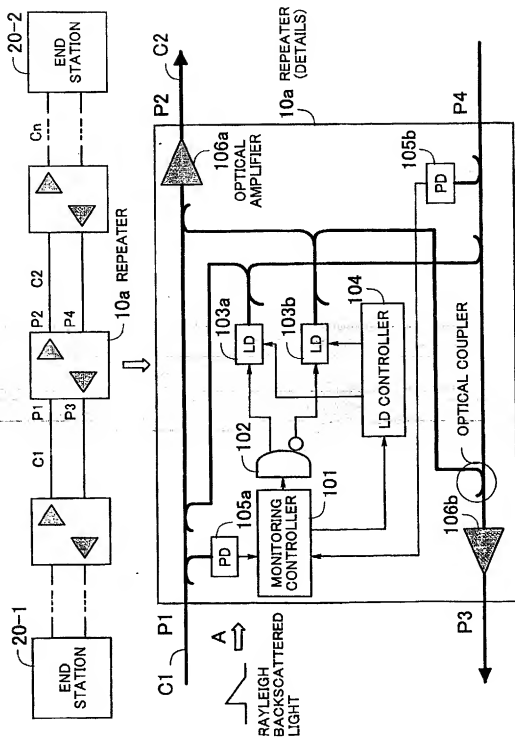 20-1
END
STATION
C1
P1
P3
10a REPEATER
P2
P4
C2
Cn
20-2
END
STATION
A
RAYLEIGH
BACKSCATTERED
LIGHT
C1
P1
P3
105a
PD
MONITORING
CONTROLLER
101
102
103a
LD
103b
LD
104
LD CONTROLLER
106a
OPTICAL
AMPLIFIER
105b
PD
106b
OPTICAL COUPLER
P2
C2
P4
10a REPEATER
(DETAILS)